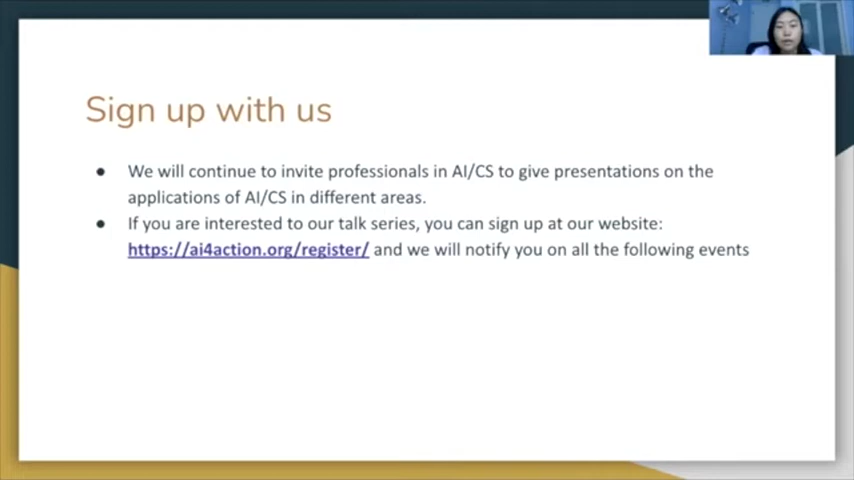 Sign up with us
● We will continue to invite professionals in AI/CS to give presentations on the
applications of AI/CS in different areas.
● If you are interested to our talk series, you can sign up at our website:
https://ai4action.org/register/ and we will notify you on all the following events